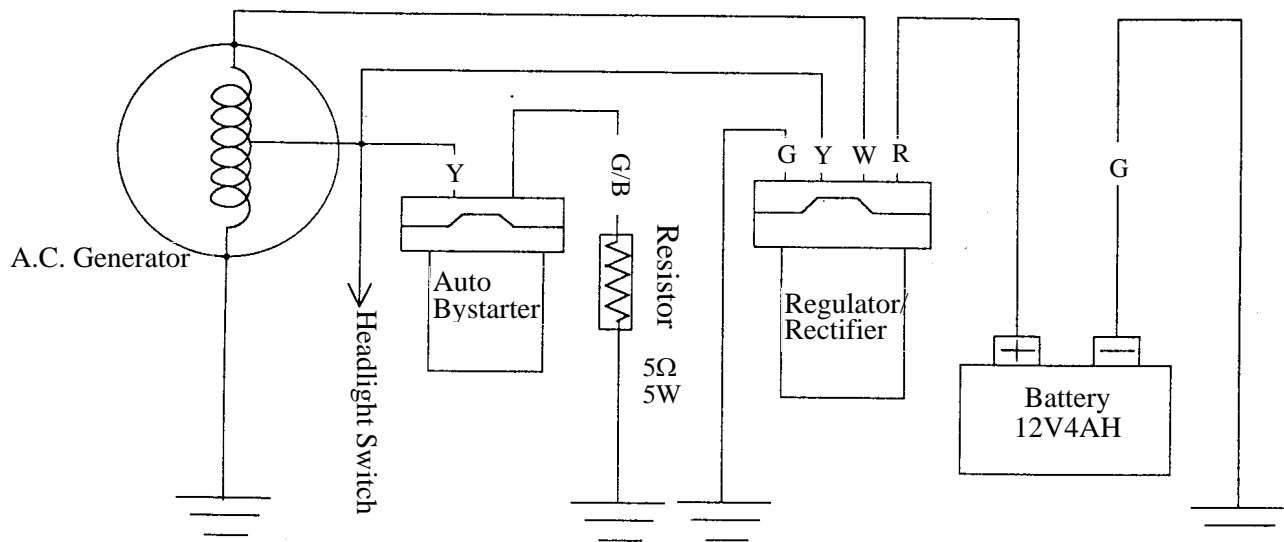 G Y W R
G
Y
G/B
A.C. Generator
Auto
Bystarter
Resistor
5Ω
5W
Headlight Switch
Regulator/
Rectifier
+
−
Battery
12V4AH